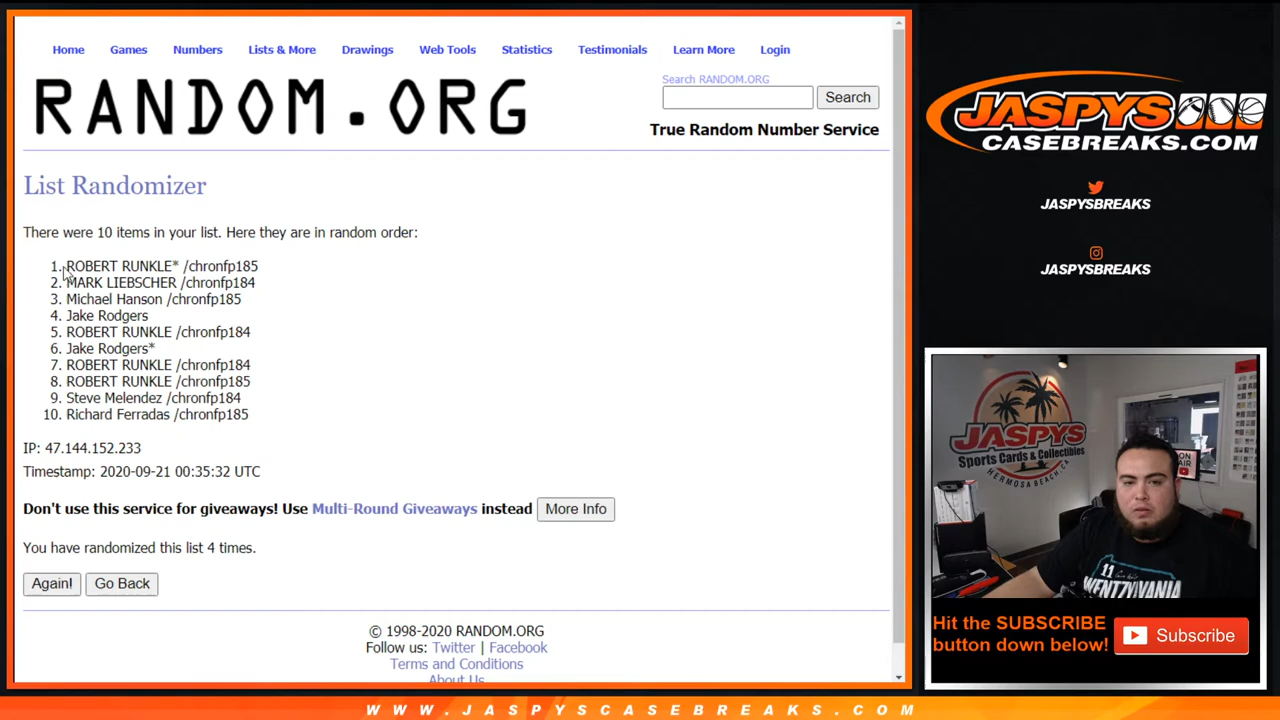 Home Games Numbers Lists & More Drawings Web Tools Statistics Testimonials Learn More Login
RANDOM.ORG
Search RANDOM.ORG
Search
True Random Number Service
List Randomizer
There were 10 items in your list. Here they are in random order:
1. ROBERT RUNKLE* /chronfp185
2. MARK LIEBSCHER /chronfp184
3. Michael Hanson /chronfp185
4. Jake Rodgers
5. ROBERT RUNKLE /chronfp184
6. Jake Rodgers*
7. ROBERT RUNKLE /chronfp184
8. ROBERT RUNKLE /chronfp185
9. Steve Melendez /chronfp184
10. Richard Ferradas /chronfp185
IP: 47.144.152.233
Timestamp: 2020-09-21 00:35:32 UTC
Don't use this service for giveaways! Use Multi-Round Giveaways instead More Info
You have randomized this list 4 times.
Again! Go Back
© 1998-2020 RANDOM.ORG
Follow us: Twitter | Facebook
Terms and Conditions
About Us
JASPYS
CASEBREAKS.COM
JASPYSBREAKS
JASPYSBREAKS
JASPYS
Sports Cards & Collectibles
HERMOSA BEACH, CA
ON AIR
11
WENTZYLVANIA
Hit the SUBSCRIBE
button down below!
Subscribe
WWW.JASPYSCASEBREAKS.COM